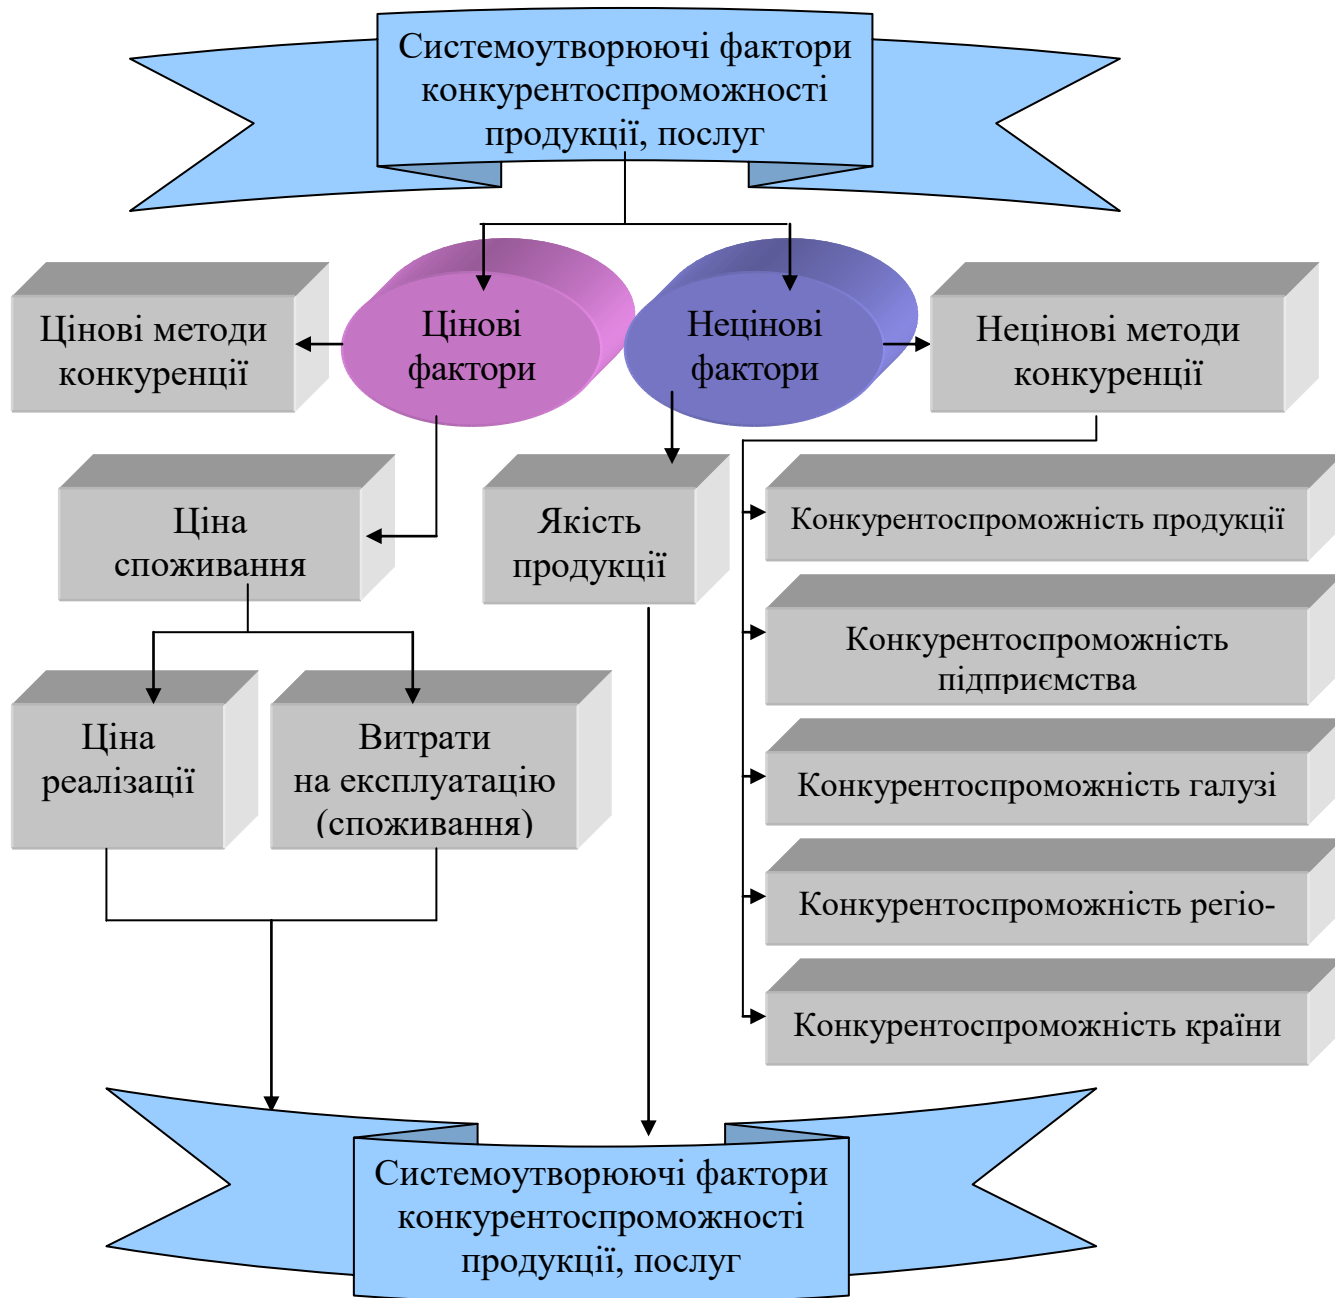 Системоутворюючі фактори
конкурентоспроможності
продукції, послуг
Цінові методи
конкуренції
Цінові
фактори
Нецінові
фактори
Нецінові методи
конкуренції
Ціна
споживання
Якість
продукції
Конкурентоспроможність продукції
Конкурентоспроможність
підприємства
Ціна
реалізації
Витрати
на експлуатацію
(споживання)
Конкурентоспроможність галузі
Конкурентоспроможність регіо-
Конкурентоспроможність країни
Системоутворюючі фактори
конкурентоспроможності
продукції, послуг